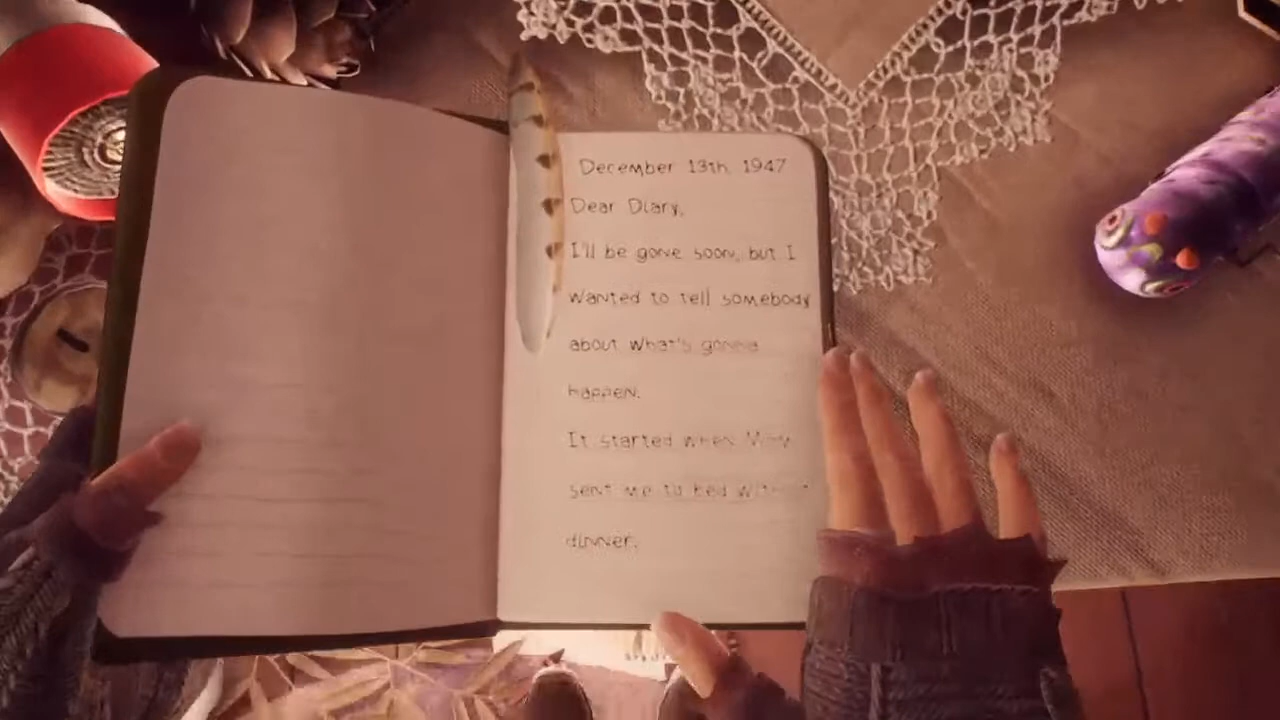 December 13th, 1947
Dear Diary,
I'll be gone soon, but I
wanted to tell somebody
about what's gonna
happen.
It started when Mom
sent me to bed without
dinner.